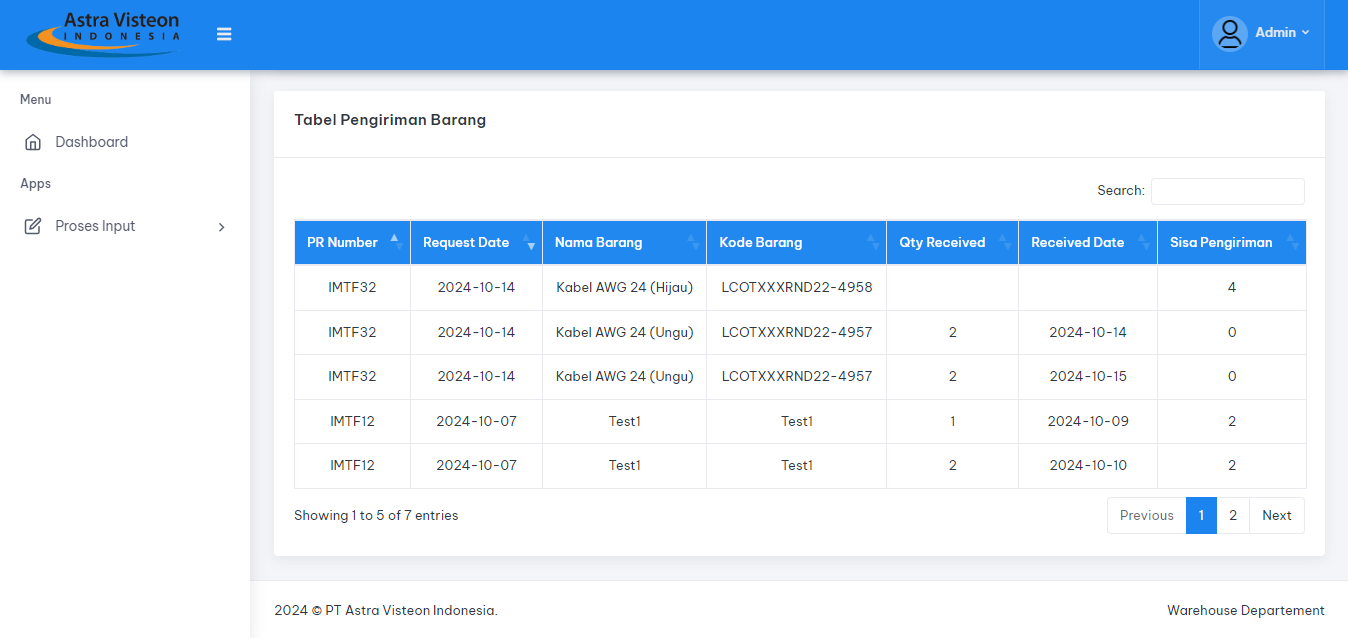 Astra Visteon
INDONESIA
Admin
Menu
Dashboard
Apps
Proses Input
Tabel Pengiriman Barang
Search:
PR Number Request Date Nama Barang Kode Barang Qty Received Received Date Sisa Pengiriman
IMTF32 2024-10-14 Kabel AWG 24 (Hijau) LCOTXXXRND22-4958 4
IMTF32 2024-10-14 Kabel AWG 24 (Ungu) LCOTXXXRND22-4957 2 2024-10-14 0
IMTF32 2024-10-14 Kabel AWG 24 (Ungu) LCOTXXXRND22-4957 2 2024-10-15 0
IMTF12 2024-10-07 Test1 Test1 1 2024-10-09 2
IMTF12 2024-10-07 Test1 Test1 2 2024-10-10 2
Showing 1 to 5 of 7 entries
Previous 1 2 Next
2024 © PT Astra Visteon Indonesia.
Warehouse Departement